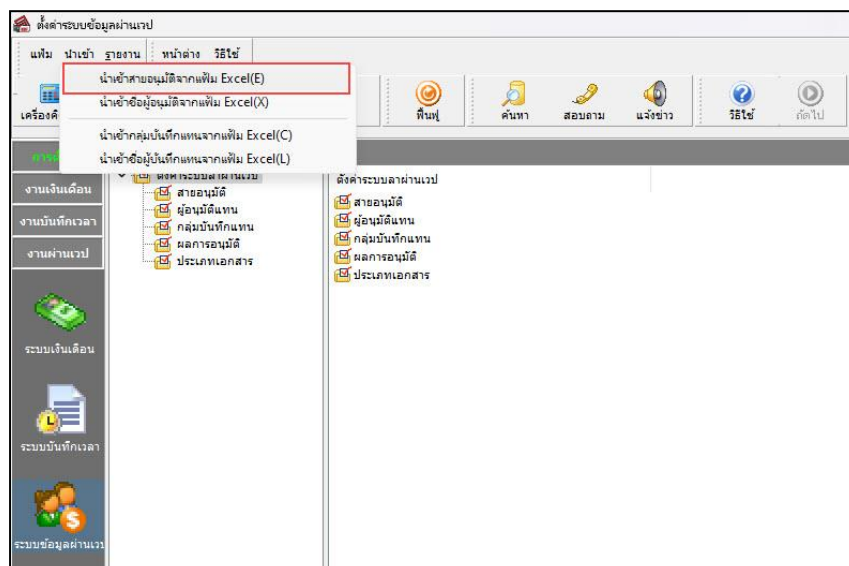 ตั้งค่าระบบข้อมูลผ่านเวป
แฟ้ม นำเข้า รายงาน หน้าต่าง วิธีใช้
นำเข้าสายอนุมัติจากแฟ้ม Excel(E)
นำเข้าชื่อผู้อนุมัติจากแฟ้ม Excel(X)
นำเข้ากลุ่มบันทึกแทนจากแฟ้ม Excel(C)
นำเข้าชื่อผู้บันทึกแทนจากแฟ้ม Excel(L)
ฟื้นฟู ค้นหา สอบถาม แจ้งข่าว วิธีใช้ ถัดไป
งานเงินเดือน
งานบันทึกเวลา
งานผ่านเวป
ระบบเงินเดือน
ระบบบันทึกเวลา
ระบบข้อมูลผ่านเวป
ตั้งค่าระบบลาผ่านเวป
สายอนุมัติ
ผู้อนุมัติแทน
กลุ่มบันทึกแทน
ผลการอนุมัติ
ประเภทเอกสาร
ตั้งค่าระบบลาผ่านเวป
สายอนุมัติ
ผู้อนุมัติแทน
กลุ่มบันทึกแทน
ผลการอนุมัติ
ประเภทเอกสาร